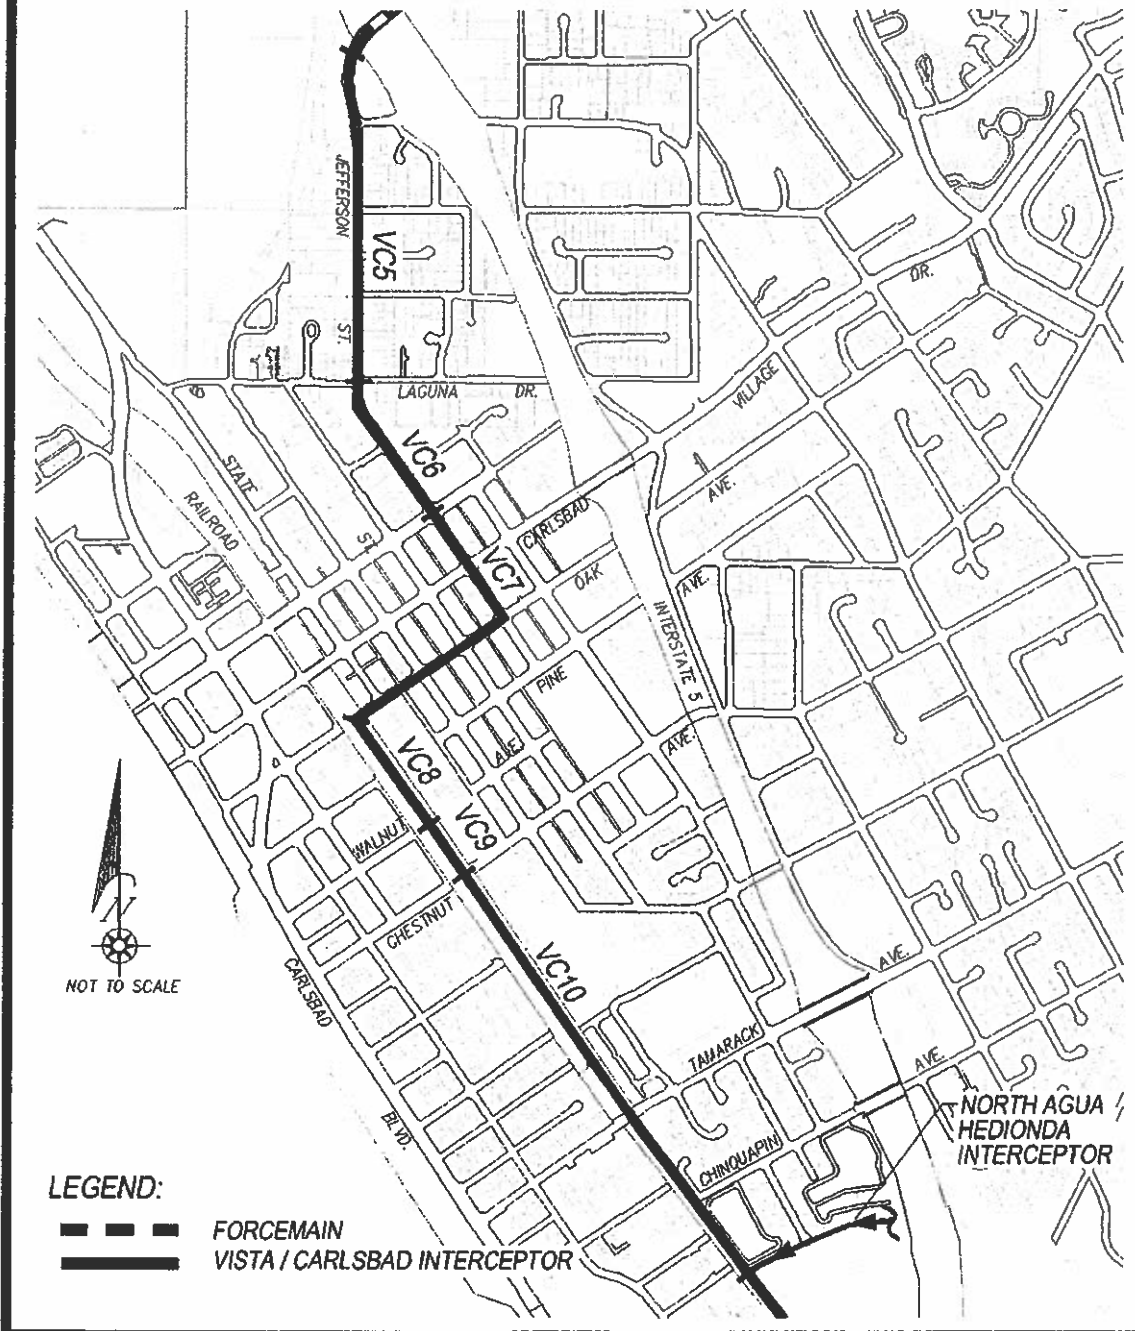 JEFFERSON
VC5
ST.
DR.
LAGUNA DR.
VILLAGE
VC6
STATE
AVE.
RAILROAD
CARLSBAD
ST.
VC7
OAK
AVE.
INTERSTATE 5
PINE
AVE.
AVE.
VC8
WALNUT
VC9
CHESTNUT
N
NOT TO SCALE
CARLSBAD
VC10
AVE.
TAMARACK
AVE.
BLVD.
NORTH AGUA
HEDIONDA
INTERCEPTOR
CHINQUAPIN
LEGEND:
FORCEMAIN
VISTA / CARLSBAD INTERCEPTOR